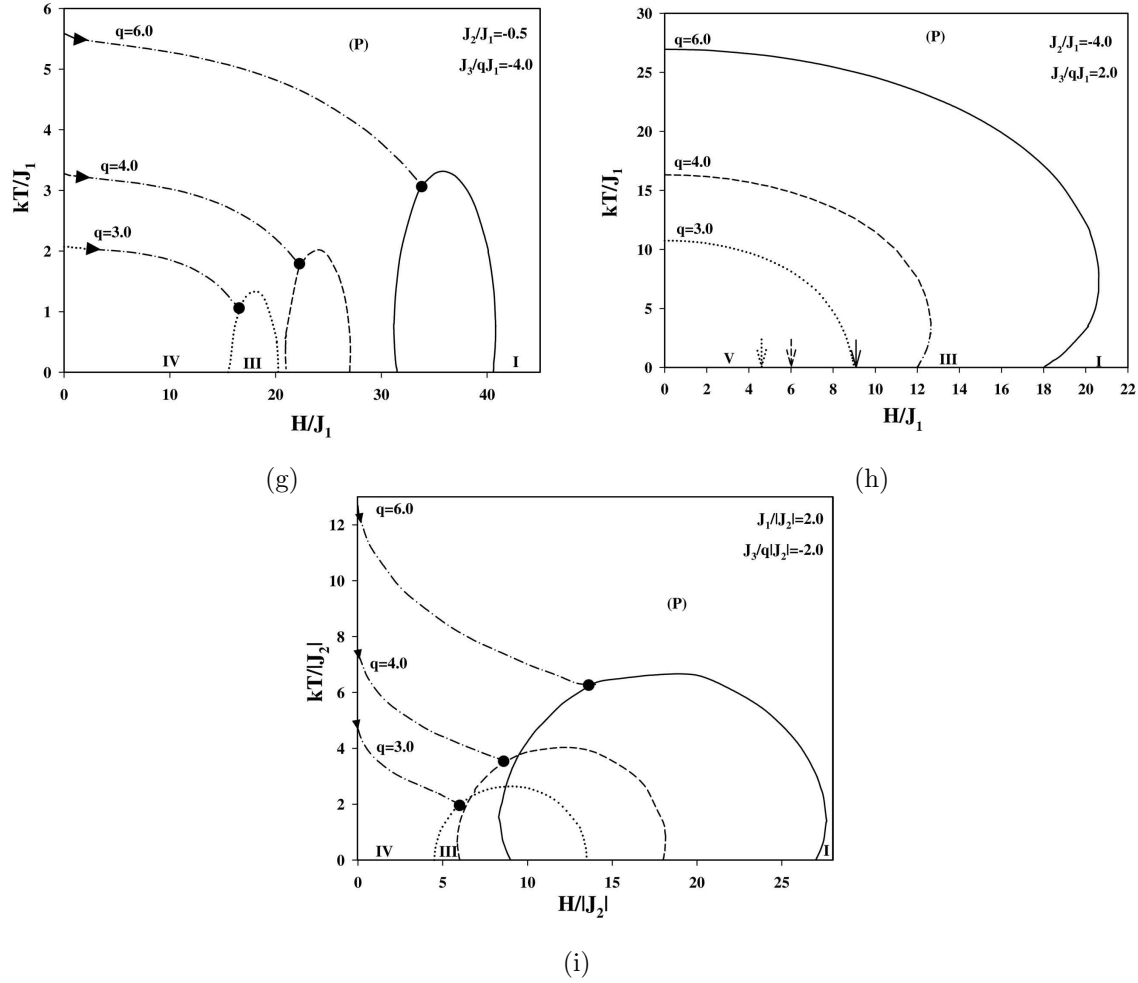 6
5
4
3
2
1
0
kT/J₁
q=6.0
(P)
J₂/J₁=-0.5
J₃/qJ₁=-4.0
q=4.0
q=3.0
IV
III
I
0 10 20 30 40
H/J₁
(g)
30
25
20
15
10
5
0
kT/J₁
q=6.0
(P)
J₂/J₁=-4.0
J₃/qJ₁=2.0
q=4.0
q=3.0
V
III
I
0 2 4 6 8 10 12 14 16 18 20 22
H/J₁
(h)
12
10
8
6
4
2
0
kT/|J₂|
q=6.0
J₁/|J₂|=2.0
J₃/q|J₂|=-2.0
(P)
q=4.0
q=3.0
IV
III
I
0 5 10 15 20 25
H/|J₂|
(i)